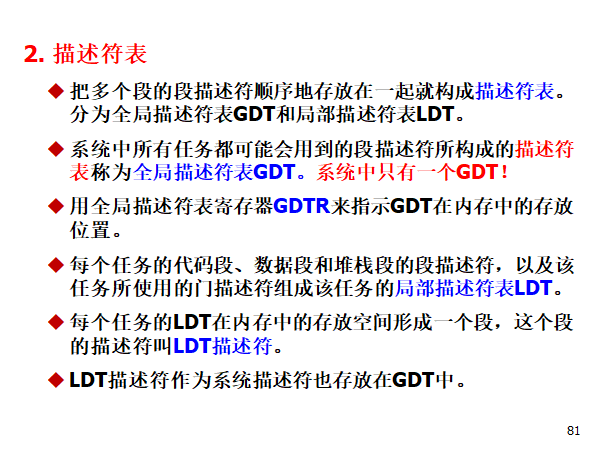 2. 描述符表
◆ 把多个段的段描述符顺序地存放在一起就构成描述符表。
分为全局描述符表GDT和局部描述符表LDT。
◆ 系统中所有任务都可能会用到的段描述符所构成的描述符
表称为全局描述符表GDT。系统中只有一个GDT！
◆ 用全局描述符表寄存器GDTR来指示GDT在内存中的存放
位置。
◆ 每个任务的代码段、数据段和堆栈段的段描述符，以及该
任务所使用的门描述符组成该任务的局部描述符表LDT。
◆ 每个任务的LDT在内存中的存放空间形成一个段，这个段
的描述符叫LDT描述符。
◆ LDT描述符作为系统描述符也存放在GDT中。
81